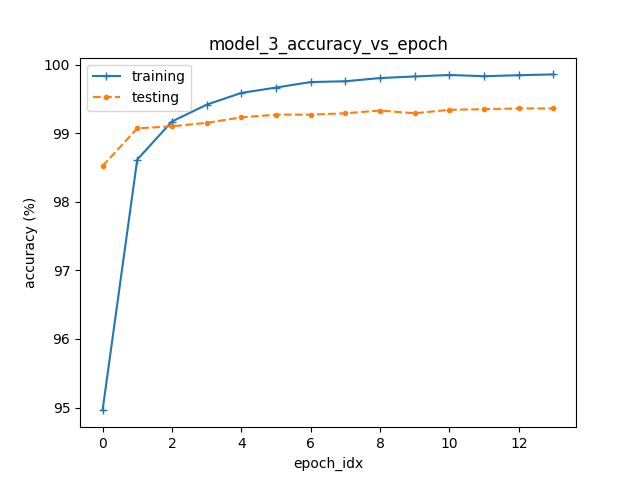 model_3_accuracy_vs_epoch
training
testing
100
99
98
97
96
95
accuracy (%)
0 2 4 6 8 10 12
epoch_idx